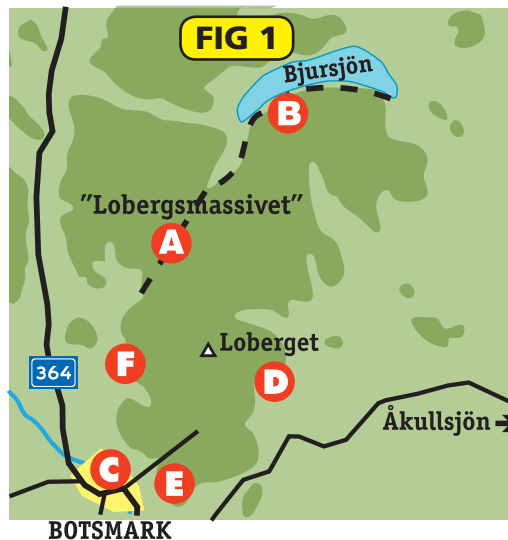 FIG 1
Bjursjön
B
"Lobergsmassivet"
A
Loberget
F
364
D
Åkullsjön
C
E
BOTSMARK